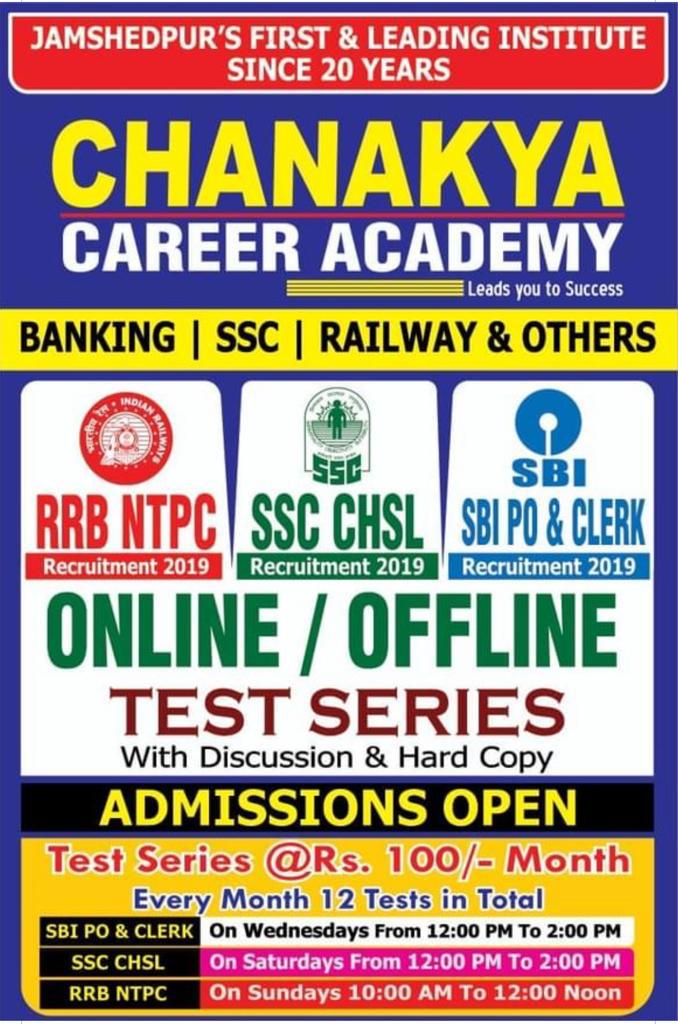 JAMSHEDPUR'S FIRST & LEADING INSTITUTE
SINCE 20 YEARS
CHANAKYA
CAREER ACADEMY
Leads you to Success
BANKING | SSC | RAILWAY & OTHERS
INDIAN RAILWAYS
भारतीय रेल
SSC
SBI
RRB NTPC
SSC CHSL
SBI PO & CLERK
Recruitment 2019
Recruitment 2019
Recruitment 2019
ONLINE / OFFLINE
TEST SERIES
With Discussion & Hard Copy
ADMISSIONS OPEN
Test Series @Rs. 100/- Month
Every Month 12 Tests in Total
SBI PO & CLERK On Wednesdays From 12:00 PM To 2:00 PM
SSC CHSL On Saturdays From 12:00 PM To 2:00 PM
RRB NTPC On Sundays 10:00 AM To 12:00 Noon